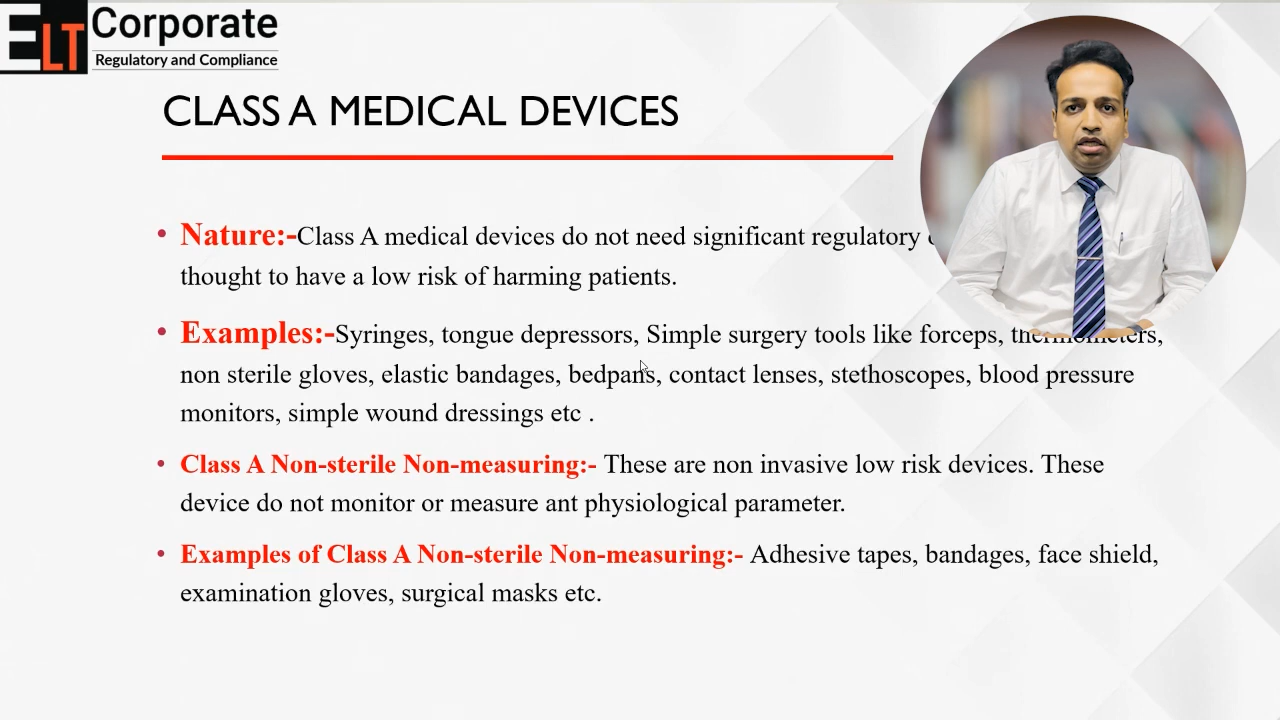 ELT Corporate
Regulatory and Compliance
CLASS A MEDICAL DEVICES
• Nature:-Class A medical devices do not need significant regulatory
thought to have a low risk of harming patients.
• Examples:-Syringes, tongue depressors, Simple surgery tools like forceps, thermometers,
non sterile gloves, elastic bandages, bedpans, contact lenses, stethoscopes, blood pressure
monitors, simple wound dressings etc .
• Class A Non-sterile Non-measuring:- These are non invasive low risk devices. These
device do not monitor or measure ant physiological parameter.
• Examples of Class A Non-sterile Non-measuring:- Adhesive tapes, bandages, face shield,
examination gloves, surgical masks etc.